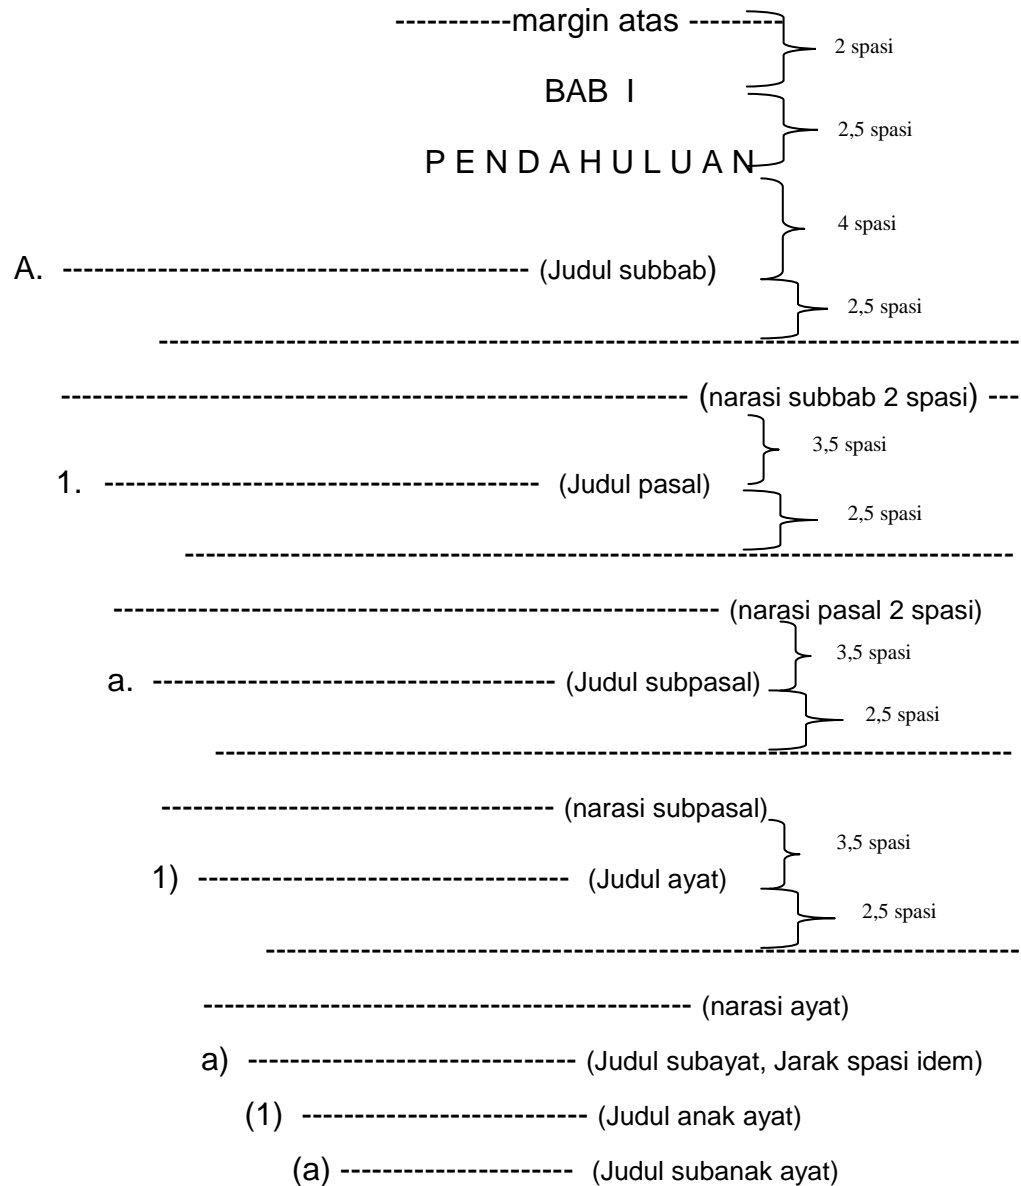 -----------margin atas ---------
2 spasi
BAB I
2,5 spasi
P E N D A H U L U A N
4 spasi
A. --------------------------------------------- (Judul subbab)
2,5 spasi
-----------------------------------------------------------------------------------
------------------------------------------------------------- (narasi subbab 2 spasi) ---
3,5 spasi
1. -------------------------------------------- (Judul pasal)
2,5 spasi
--------------------------------------------------------------------------------
----------------------------------------------------------- (narasi pasal 2 spasi)
3,5 spasi
a. --------------------------------------- (Judul subpasal)
2,5 spasi
-----------------------------------------------------------------------------
-------------------------------------- (narasi subpasal)
3,5 spasi
1) ------------------------------------ (Judul ayat)
2,5 spasi
-------------------------------------------------------------------------
----------------------------------------------- (narasi ayat)
a) -------------------------------- (Judul subayat, Jarak spasi idem)
(1) ---------------------------- (Judul anak ayat)
(a) ----------------------- (Judul subanak ayat)